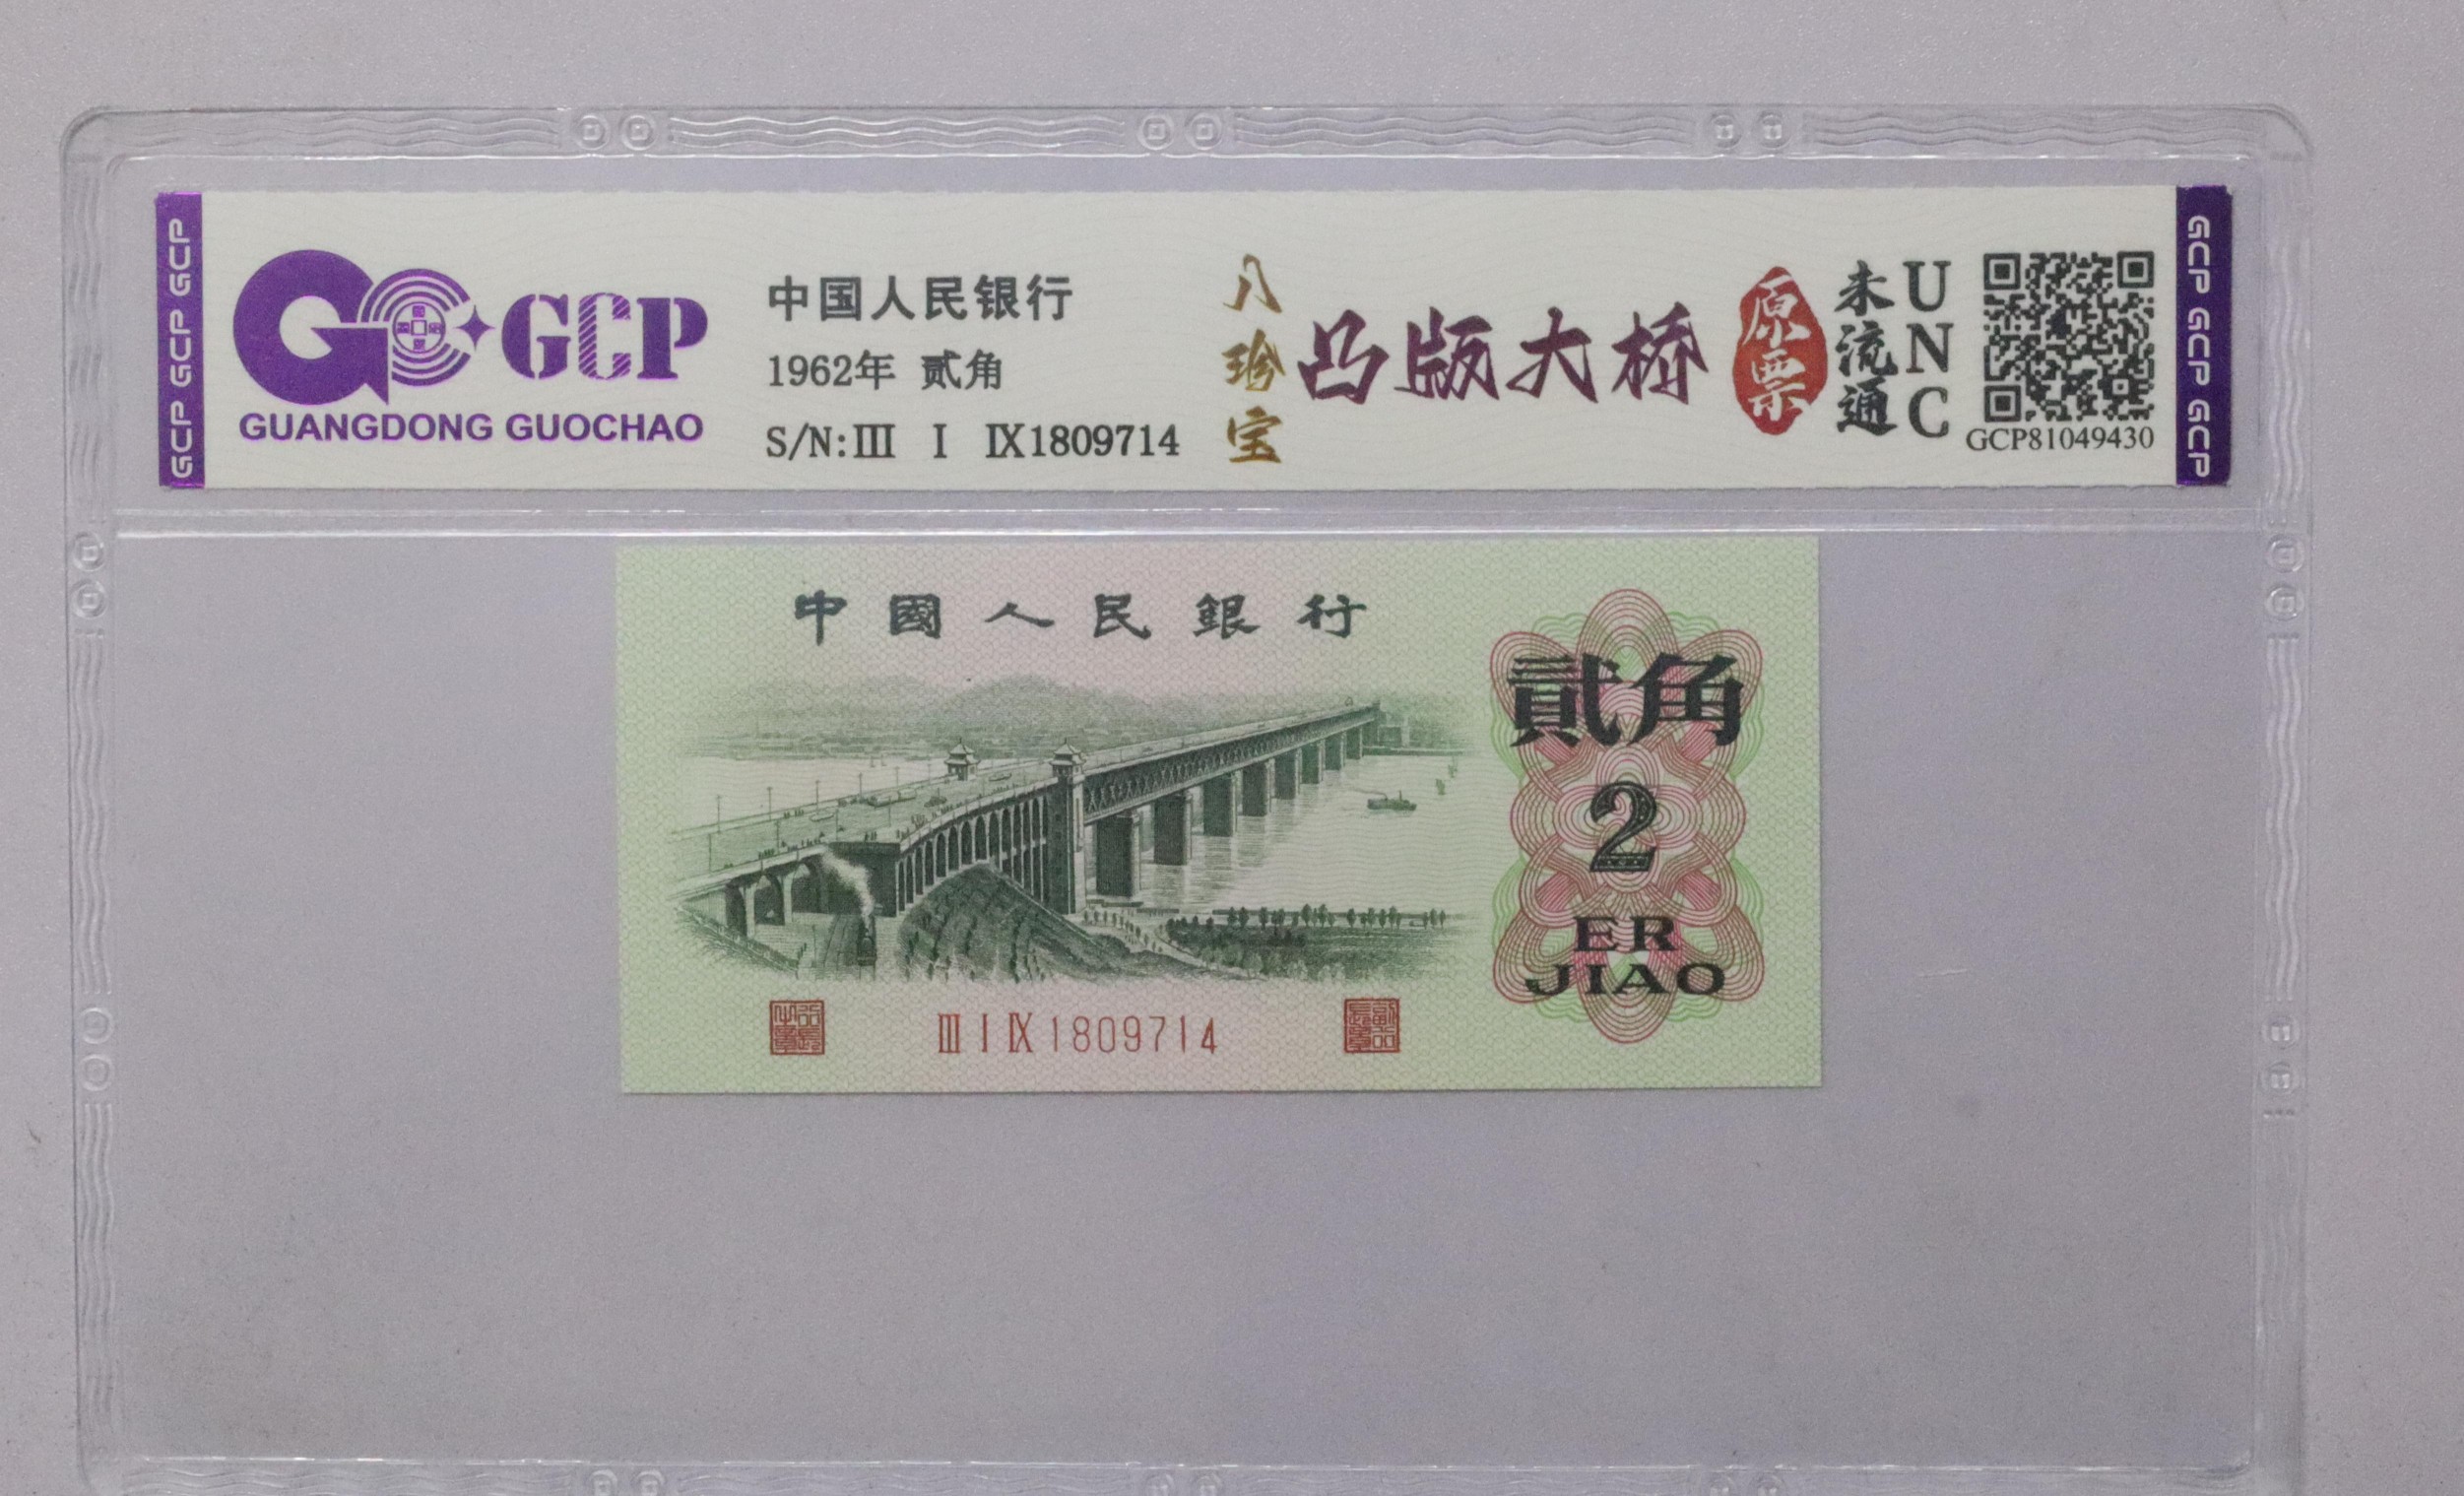 GCP GCP GCP
GCP
GUANGDONG GUOCHAO
中国人民银行
1962年 贰角
S/N:Ⅲ Ⅰ Ⅸ1809714
八珍宝
凸版大桥
原票
未流通
UNC
GCP81049430
GCP GCP GCP
中國人民銀行
貳角
2
ER
JIAO
Ⅲ Ⅰ Ⅸ 1809714